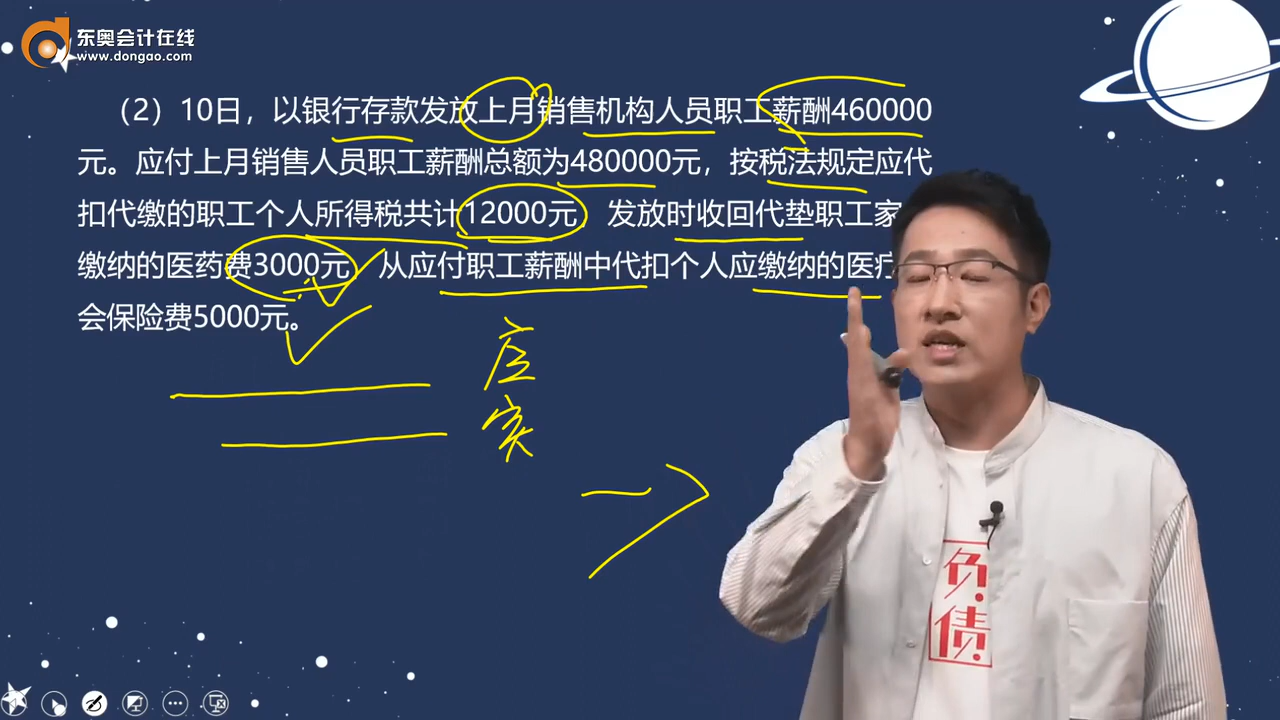 东奥会计在线
www.dongao.com
（2）10日，以银行存款发放上月销售机构人员职工薪酬460000
元。应付上月销售人员职工薪酬总额为480000元，按税法规定应代
扣代缴的职工个人所得税共计12000元，发放时收回代垫职工家
缴纳的医药费3000元，从应付职工薪酬中代扣个人应缴纳的医疗
会保险费5000元。
应
实
负
债